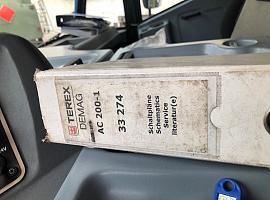 TEREX
DEMAG
AC 200-1
33 274
Schaltpläne
Schematics
Service
literatur(e)